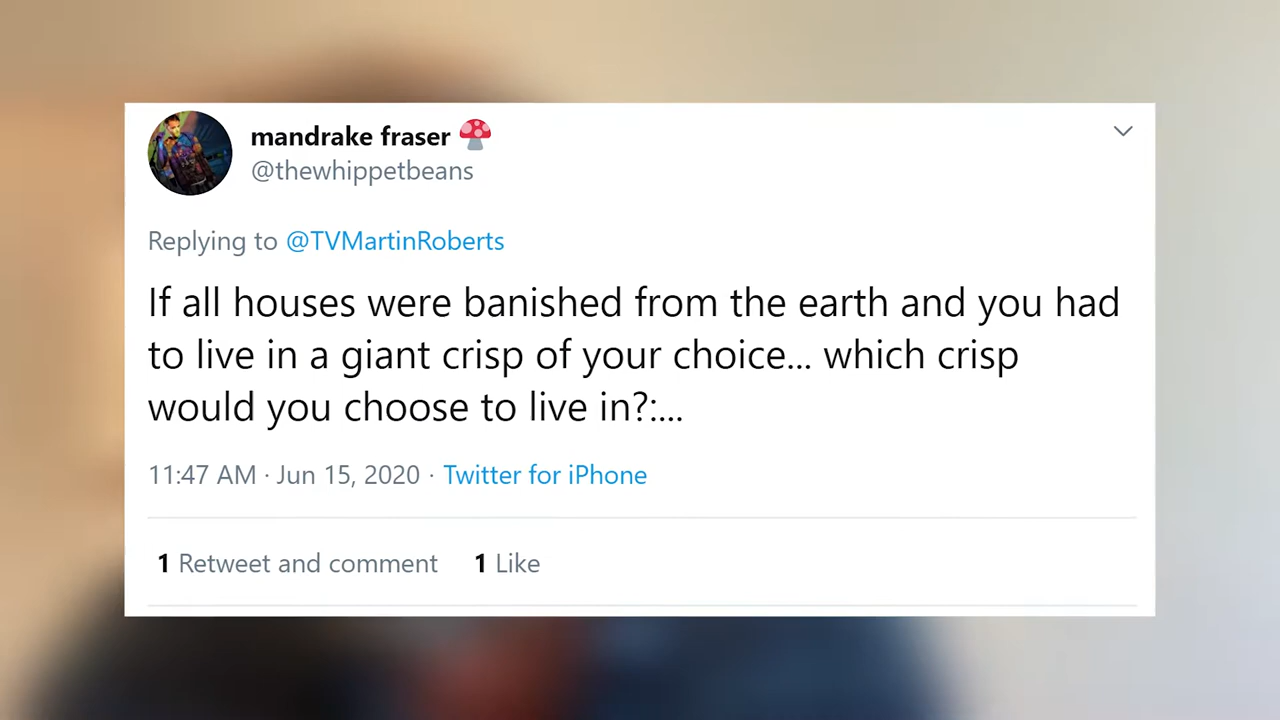 mandrake fraser 🍄
@thewhippetbeans
Replying to @TVMartinRoberts
If all houses were banished from the earth and you had
to live in a giant crisp of your choice... which crisp
would you choose to live in?:...
11:47 AM · Jun 15, 2020 · Twitter for iPhone
1 Retweet and comment 1 Like